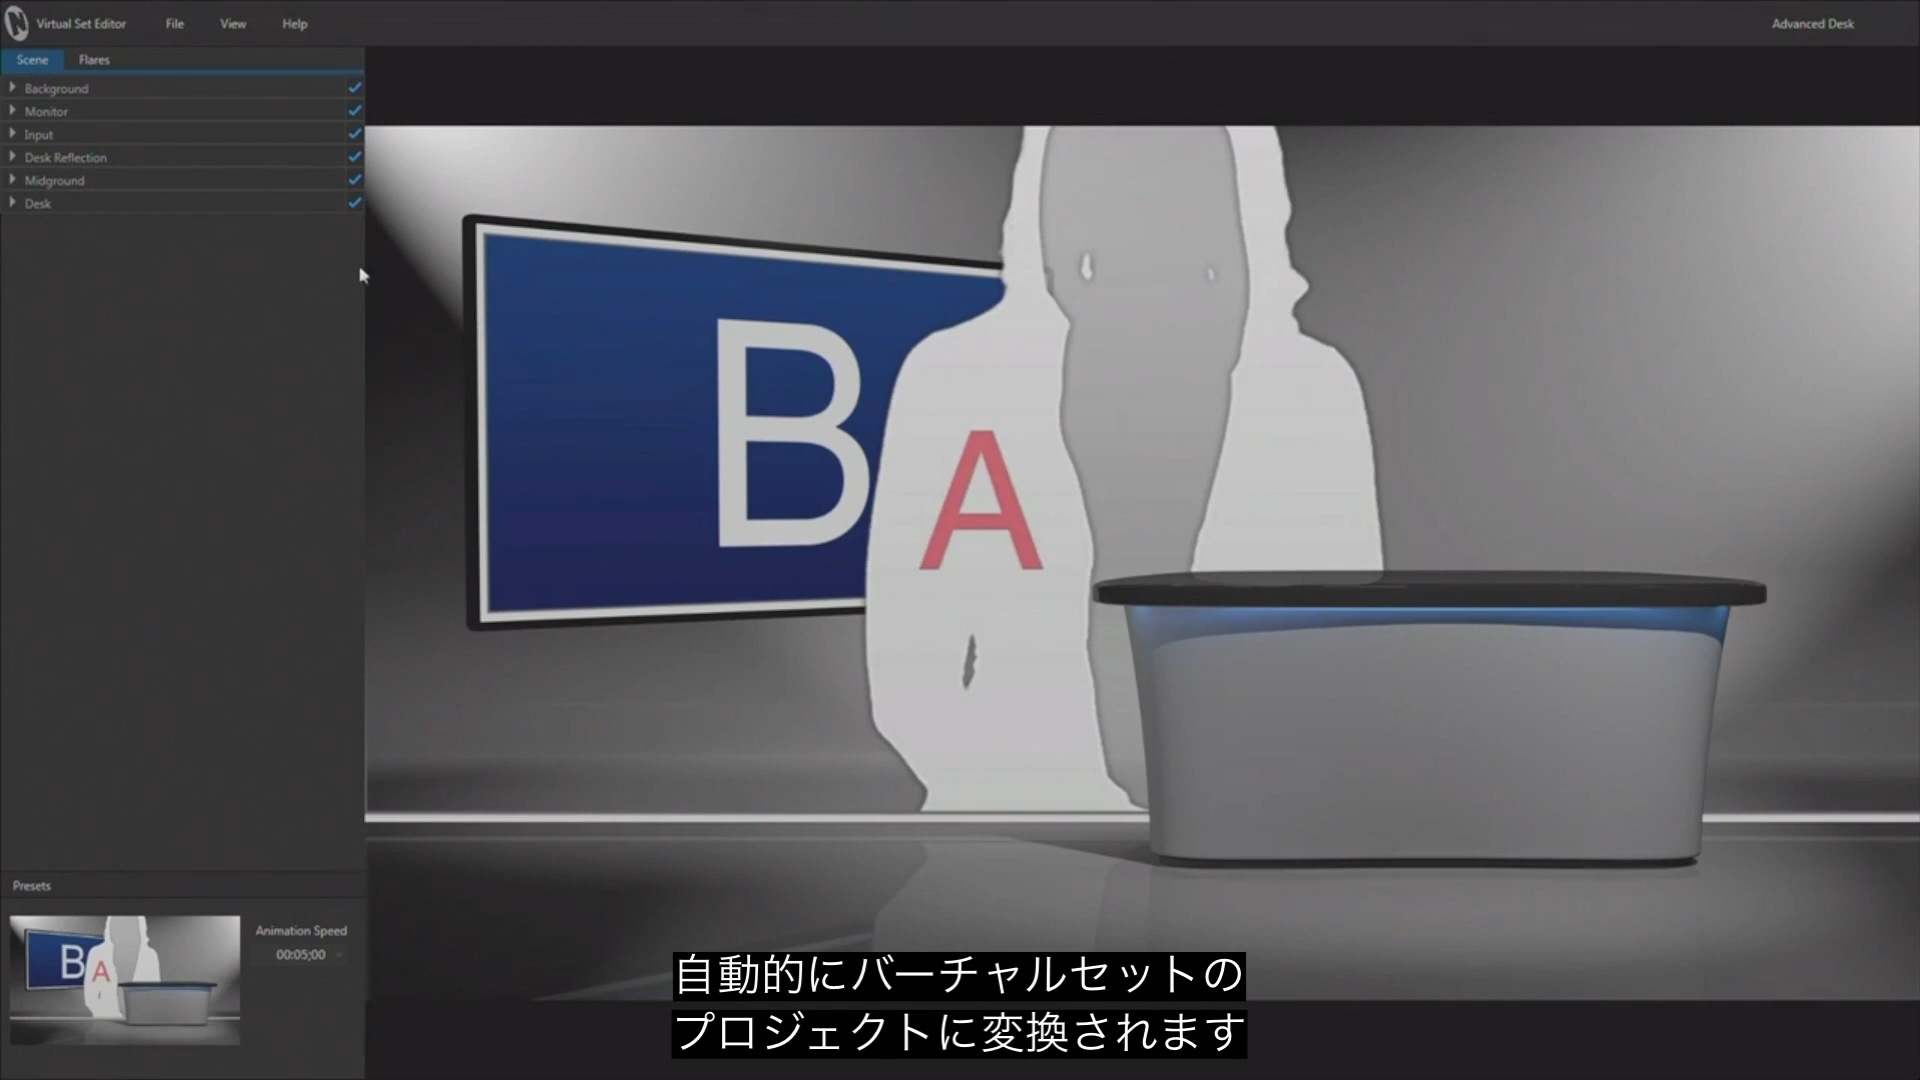 Virtual Set Editor File View Help Advanced Desk
Scene Flares
Background
Monitor
Input
Desk Reflection
Midground
Desk
B
A
Presets
B
A
Animation Speed
00:05;00
自動的にバーチャルセットの
プロジェクトに変換されます